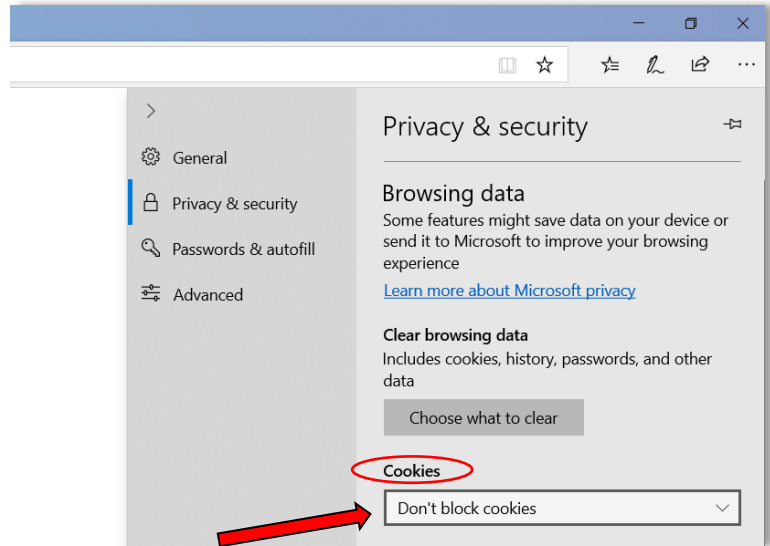 General
Privacy & security
Passwords & autofill
Advanced
Privacy & security
Browsing data
Some features might save data on your device or
send it to Microsoft to improve your browsing
experience
Learn more about Microsoft privacy
Clear browsing data
Includes cookies, history, passwords, and other
data
Choose what to clear
Cookies
Don't block cookies